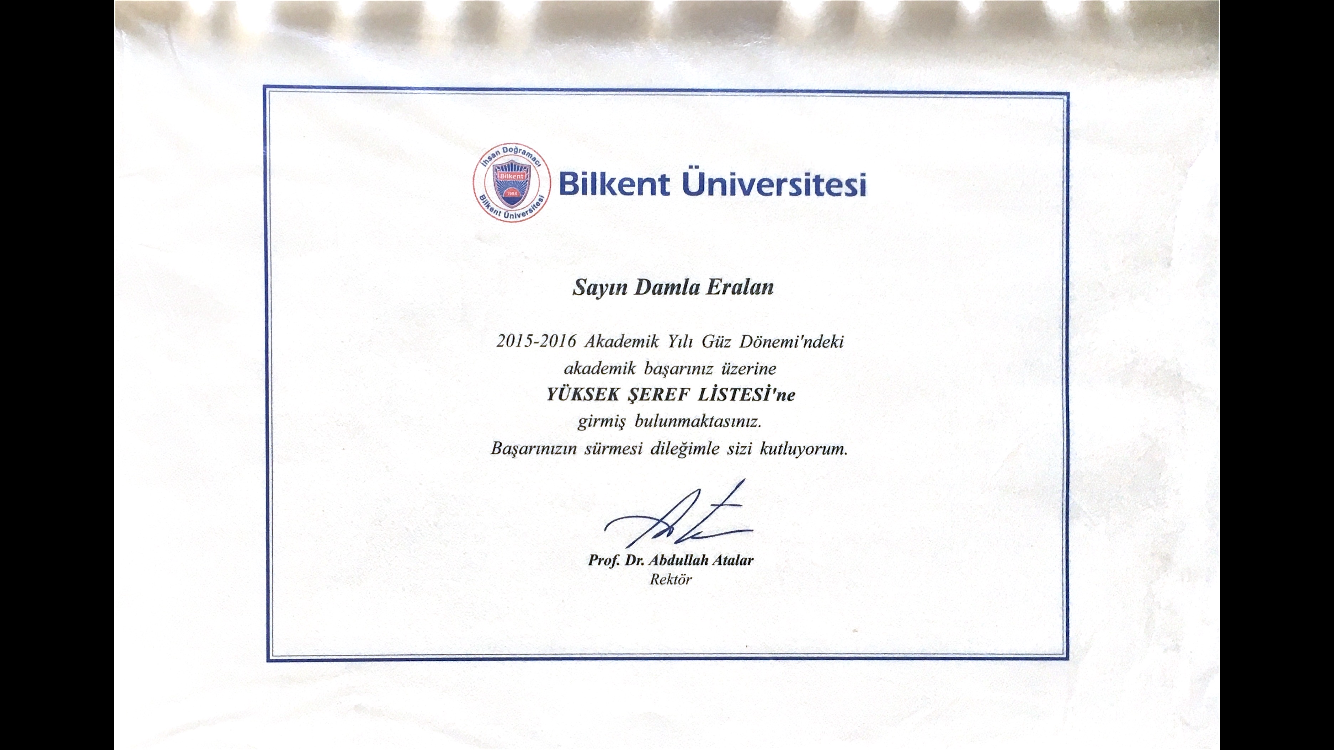 İhsan Doğramacı
Bilkent
1984
Bilkent Üniversitesi
Bilkent Üniversitesi
Sayın Damla Eralan
2015-2016 Akademik Yılı Güz Dönemi'ndeki
akademik başarınız üzerine
YÜKSEK ŞEREF LİSTESİ'ne
girmiş bulunmaktasınız.
Başarınızın sürmesi dileğimle sizi kutluyorum.
Prof. Dr. Abdullah Atalar
Rektör